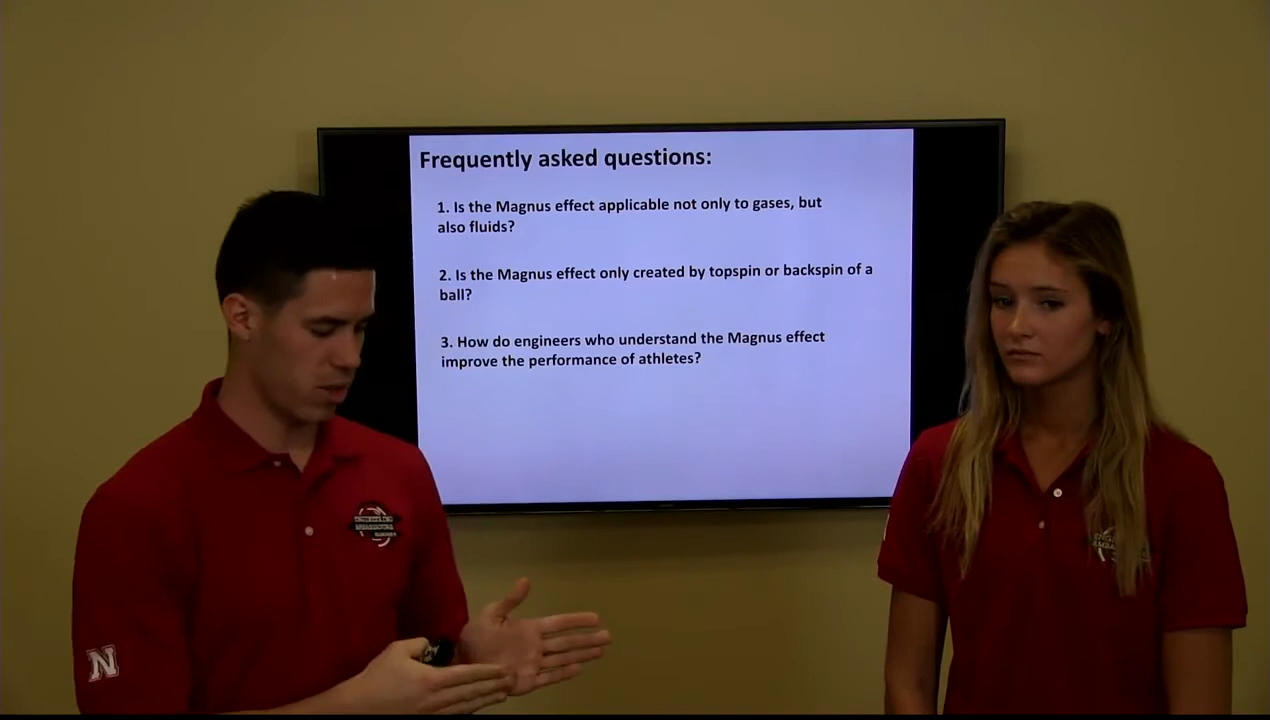 Frequently asked questions:
1. Is the Magnus effect applicable not only to gases, but
also fluids?
2. Is the Magnus effect only created by topspin or backspin of a
ball?
3. How do engineers who understand the Magnus effect
improve the performance of athletes?
N